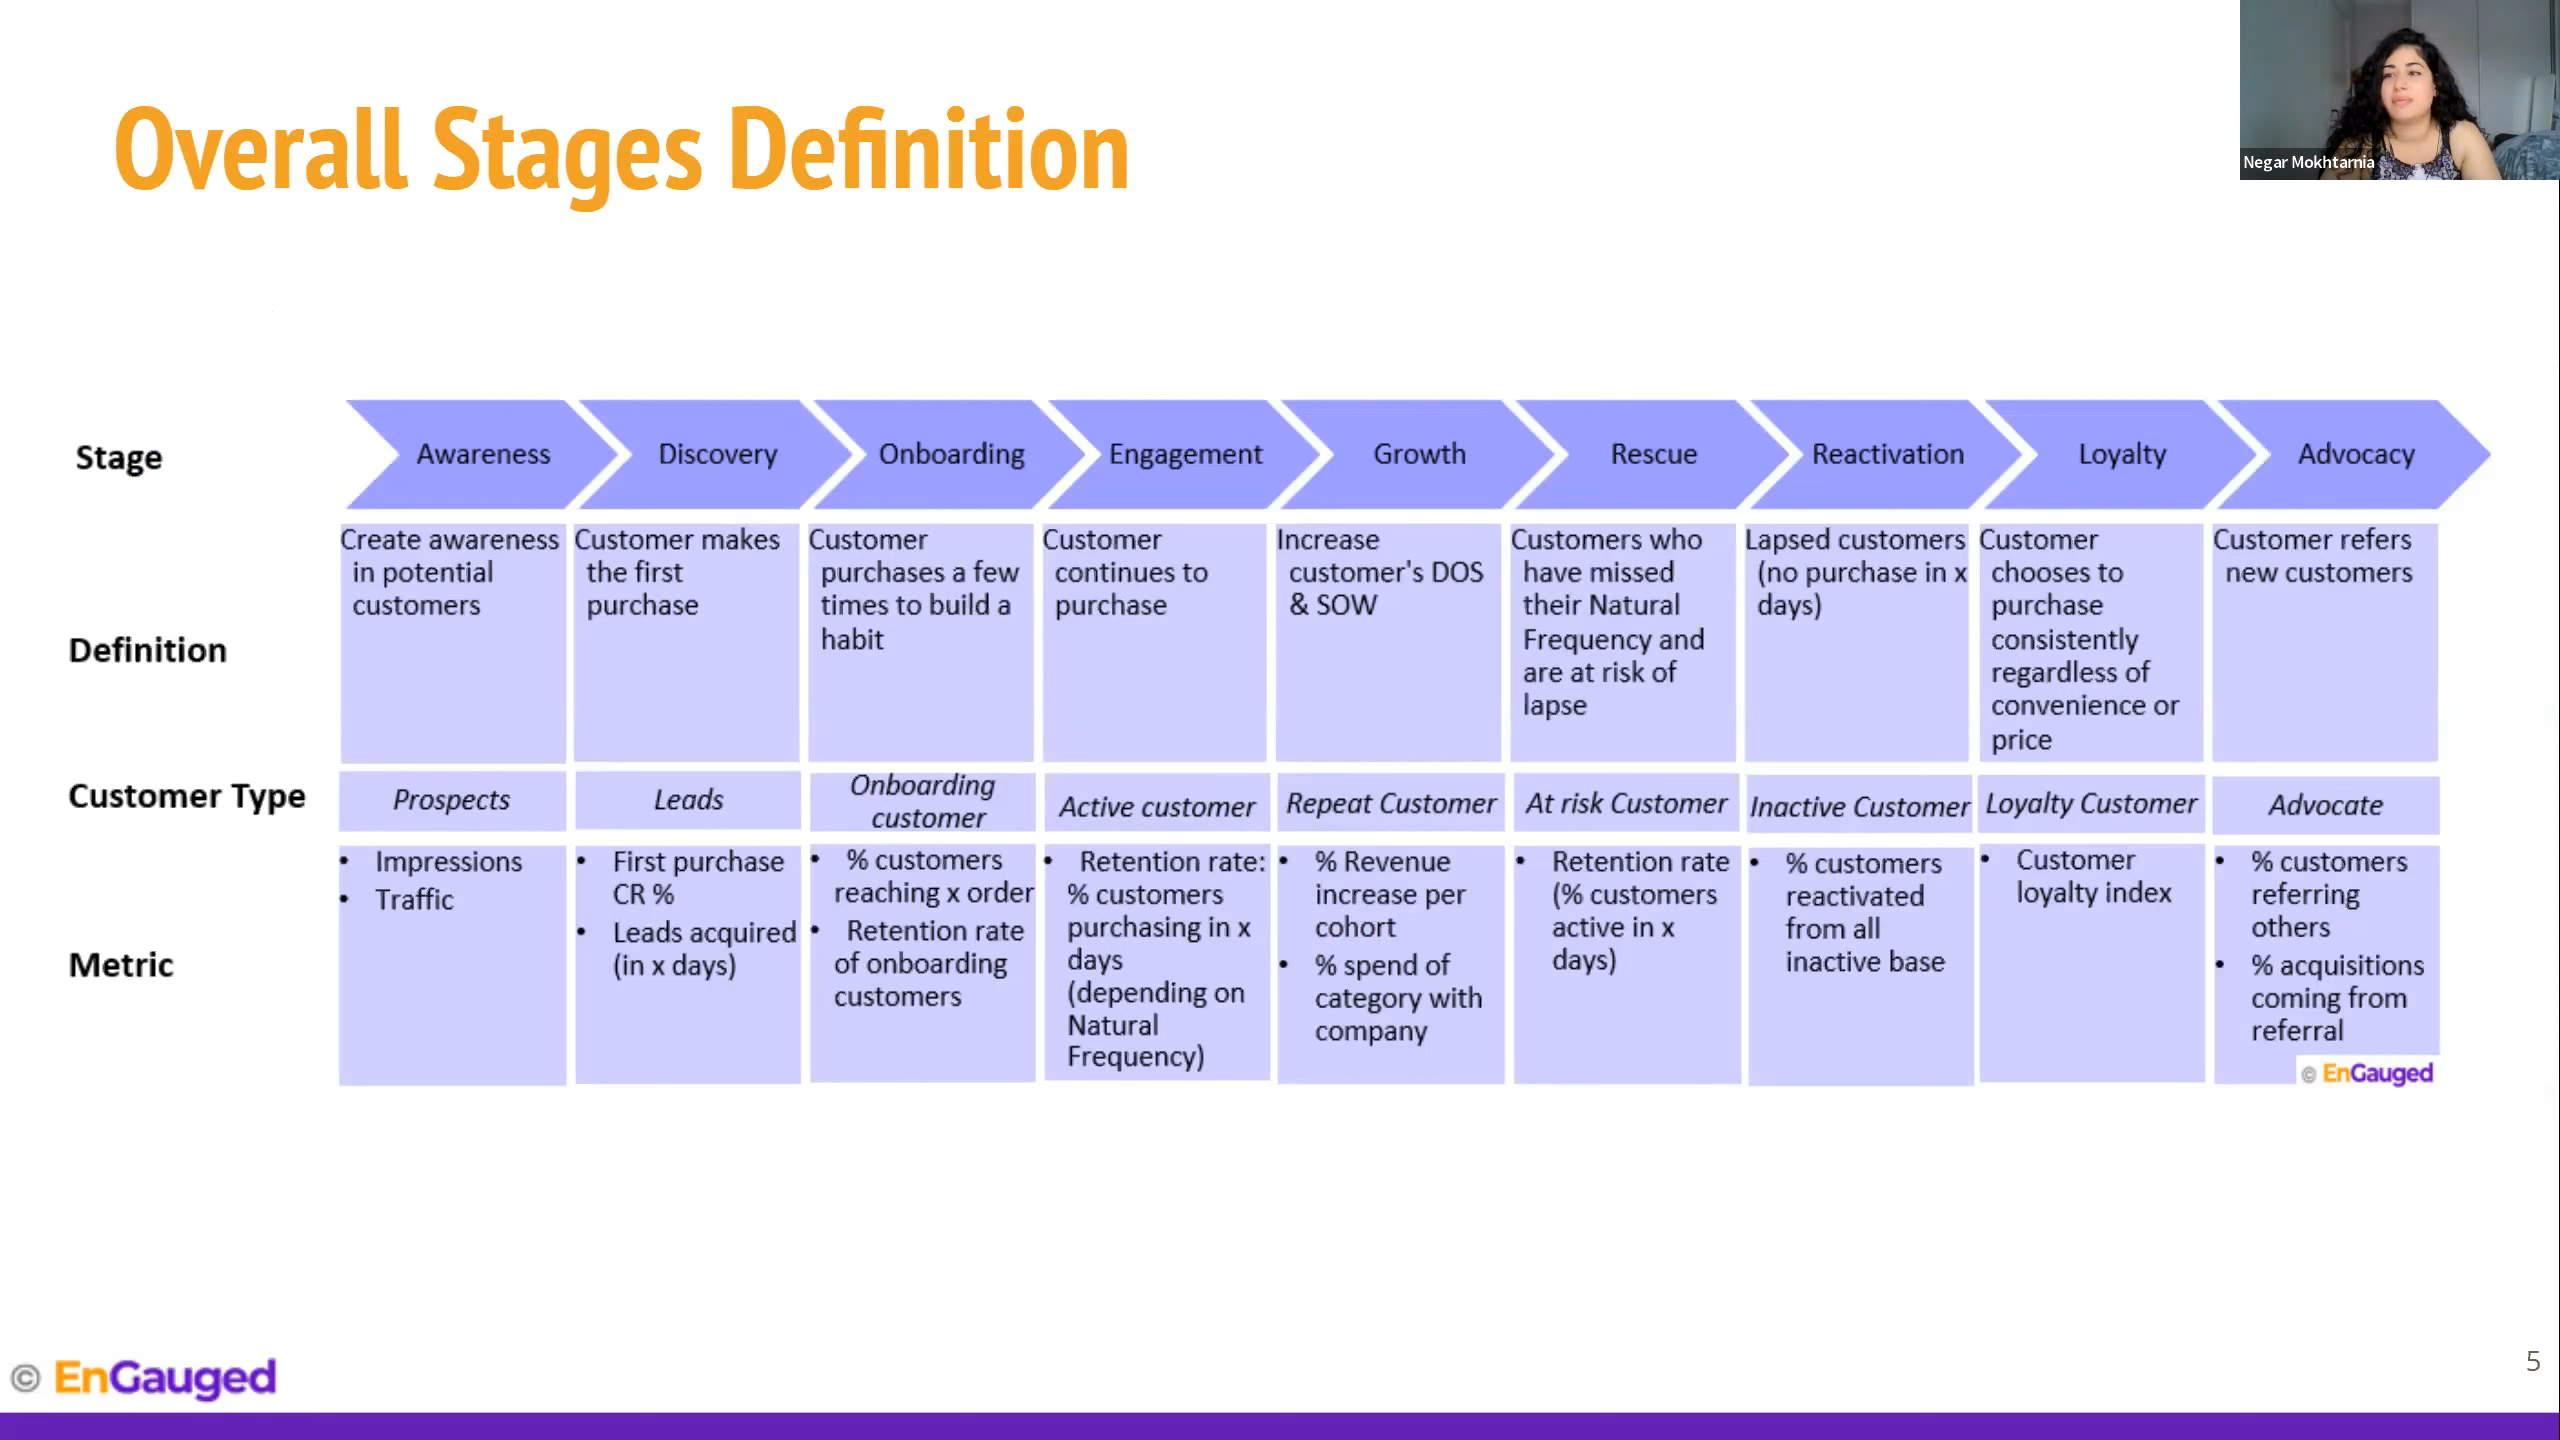 Overall Stages Definition
Negar Mokhtarnia
Stage
Awareness
Discovery
Onboarding
Engagement
Growth
Rescue
Reactivation
Loyalty
Advocacy
Definition
Create awareness
in potential
customers
Customer makes
the first
purchase
Customer
purchases a few
times to build a
habit
Customer
continues to
purchase
Increase
customer's DOS
& SOW
Customers who
have missed
their Natural
Frequency and
are at risk of
lapse
Lapsed customers
(no purchase in x
days)
Customer
chooses to
purchase
consistently
regardless of
convenience or
price
Customer refers
new customers
Customer Type
Prospects
Leads
Onboarding
customer
Active customer
Repeat Customer
At risk Customer
Inactive Customer
Loyalty Customer
Advocate
Metric
• Impressions
• Traffic
• First purchase
CR %
• Leads acquired
(in x days)
• % customers
reaching x order
• Retention rate
of onboarding
customers
• Retention rate:
% customers
purchasing in x
days
(depending on
Natural
Frequency)
• % Revenue
increase per
cohort
• % spend of
category with
company
• Retention rate
(% customers
active in x
days)
• % customers
reactivated
from all
inactive base
• Customer
loyalty index
• % customers
referring
others
• % acquisitions
coming from
referral
© EnGauged
5
© EnGauged